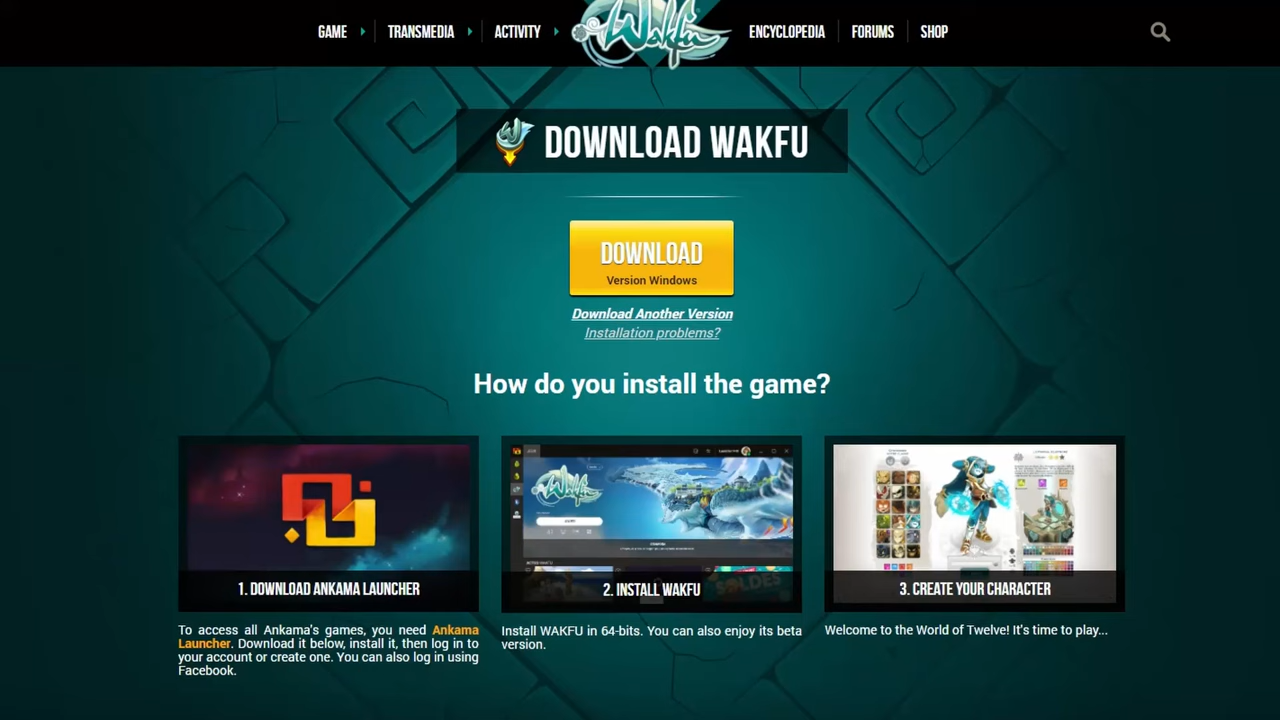 GAME
TRANSMEDIA
ACTIVITY
Wakfu
ENCYCLOPEDIA
FORUMS
SHOP
DOWNLOAD WAKFU
DOWNLOAD
Version Windows
Download Another Version
Installation problems?
How do you install the game?
1. DOWNLOAD ANKAMA LAUNCHER
To access all Ankama's games, you need Ankama
Launcher. Download it below, install it, then log in to
your account or create one. You can also log in using
Facebook.
Wakfu
SOLDES
2. INSTALL WAKFU
Install WAKFU in 64-bits. You can also enjoy its beta
version.
3. CREATE YOUR CHARACTER
Welcome to the World of Twelve! It's time to play...